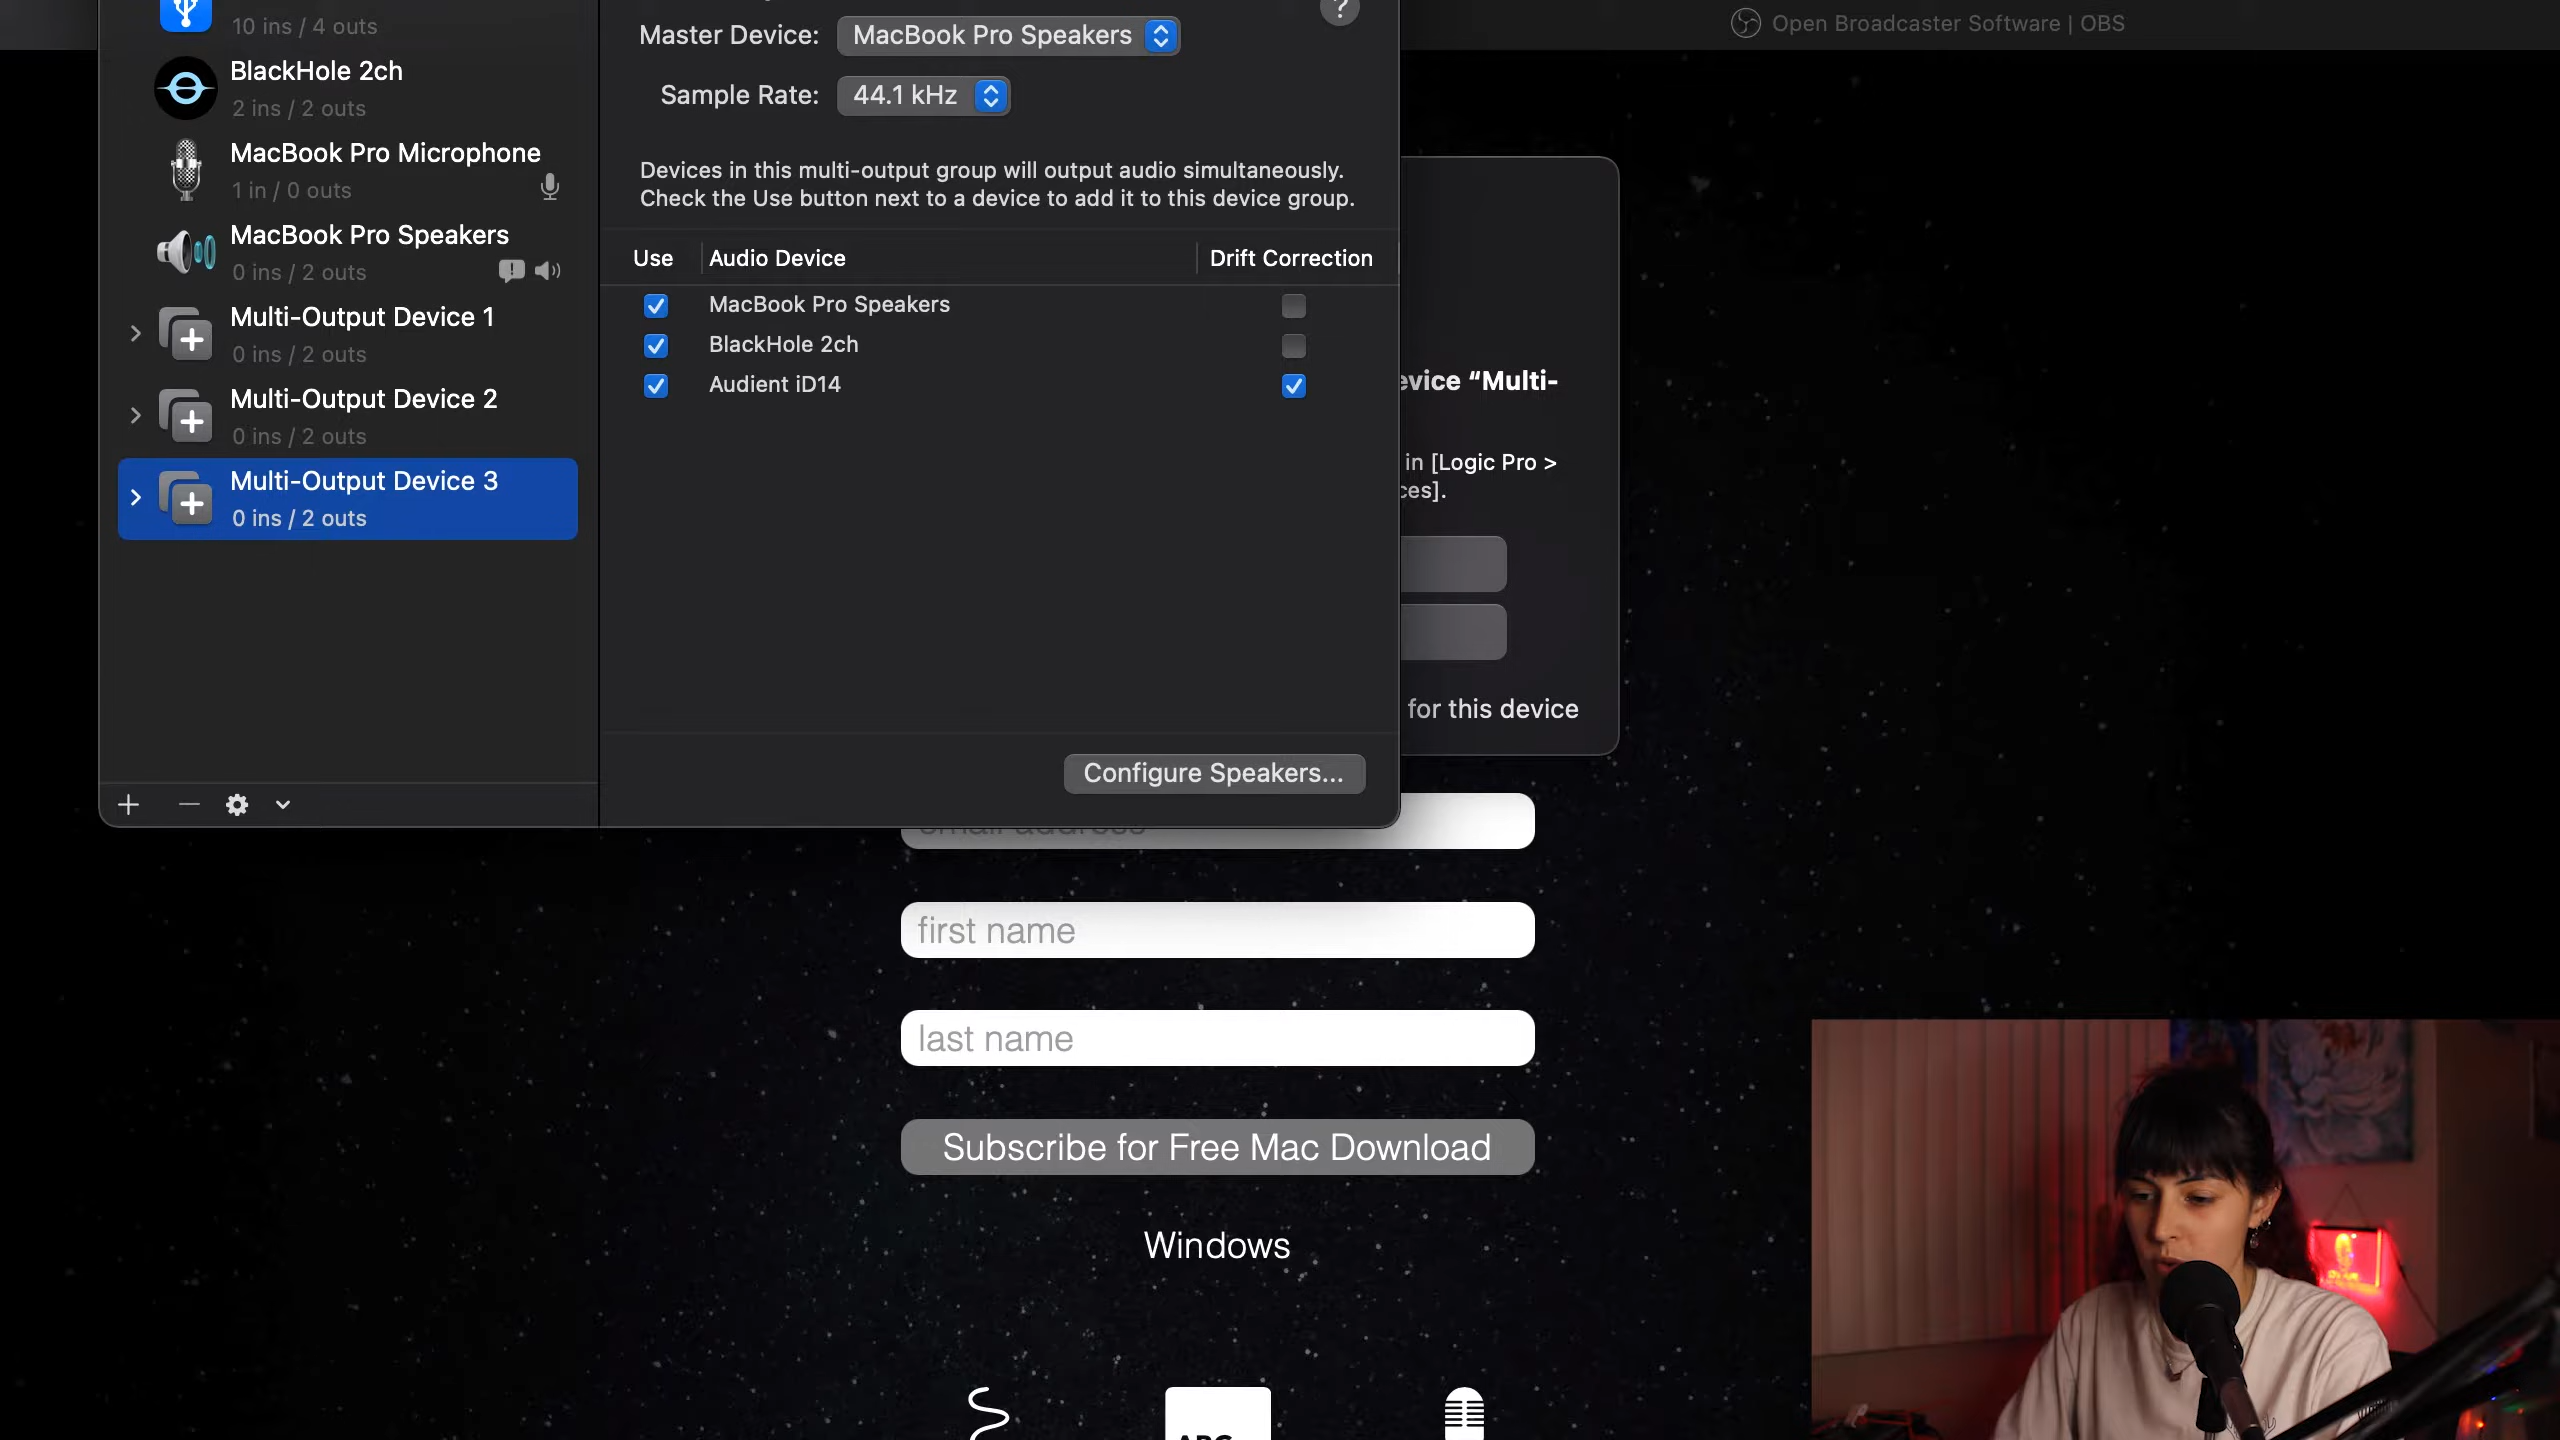 10 ins / 4 outs
BlackHole 2ch
2 ins / 2 outs
MacBook Pro Microphone
1 in / 0 outs
MacBook Pro Speakers
0 ins / 2 outs
Multi-Output Device 1
0 ins / 2 outs
Multi-Output Device 2
0 ins / 2 outs
Multi-Output Device 3
0 ins / 2 outs
?
Master Device: MacBook Pro Speakers
Sample Rate: 44.1 kHz
Devices in this multi-output group will output audio simultaneously.
Check the Use button next to a device to add it to this device group.
Use Audio Device Drift Correction
MacBook Pro Speakers
BlackHole 2ch
Audient iD14
Configure Speakers...
Open Broadcaster Software | OBS
evice “Multi-
in [Logic Pro >
ces].
for this device
email address
first name
last name
Subscribe for Free Mac Download
Windows